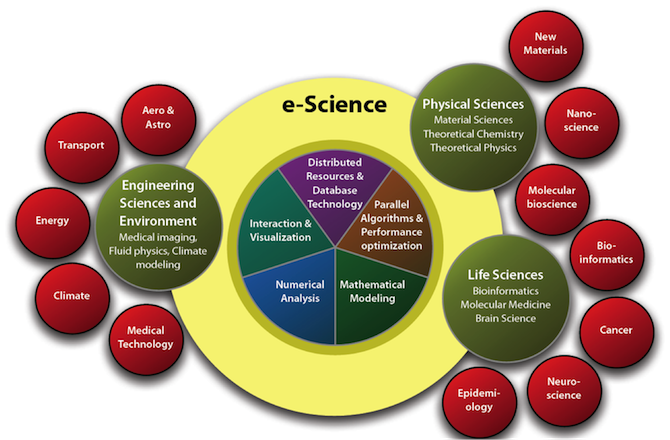 e-Science
Distributed
Resources &
Database
Technology
Parallel
Algorithms &
Performance
optimization
Mathematical
Modeling
Numerical
Analysis
Interaction &
Visualization
Engineering
Sciences and
Environment
Medical imaging,
Fluid physics, Climate
modeling
Aero &
Astro
Transport
Energy
Climate
Medical
Technology
Physical Sciences
Material Sciences
Theoretical Chemistry
Theoretical Physics
New
Materials
Nano-
science
Molecular
bioscience
Life Sciences
Bioinformatics
Molecular Medicine
Brain Science
Bio-
informatics
Cancer
Neuro-
science
Epidemi-
ology